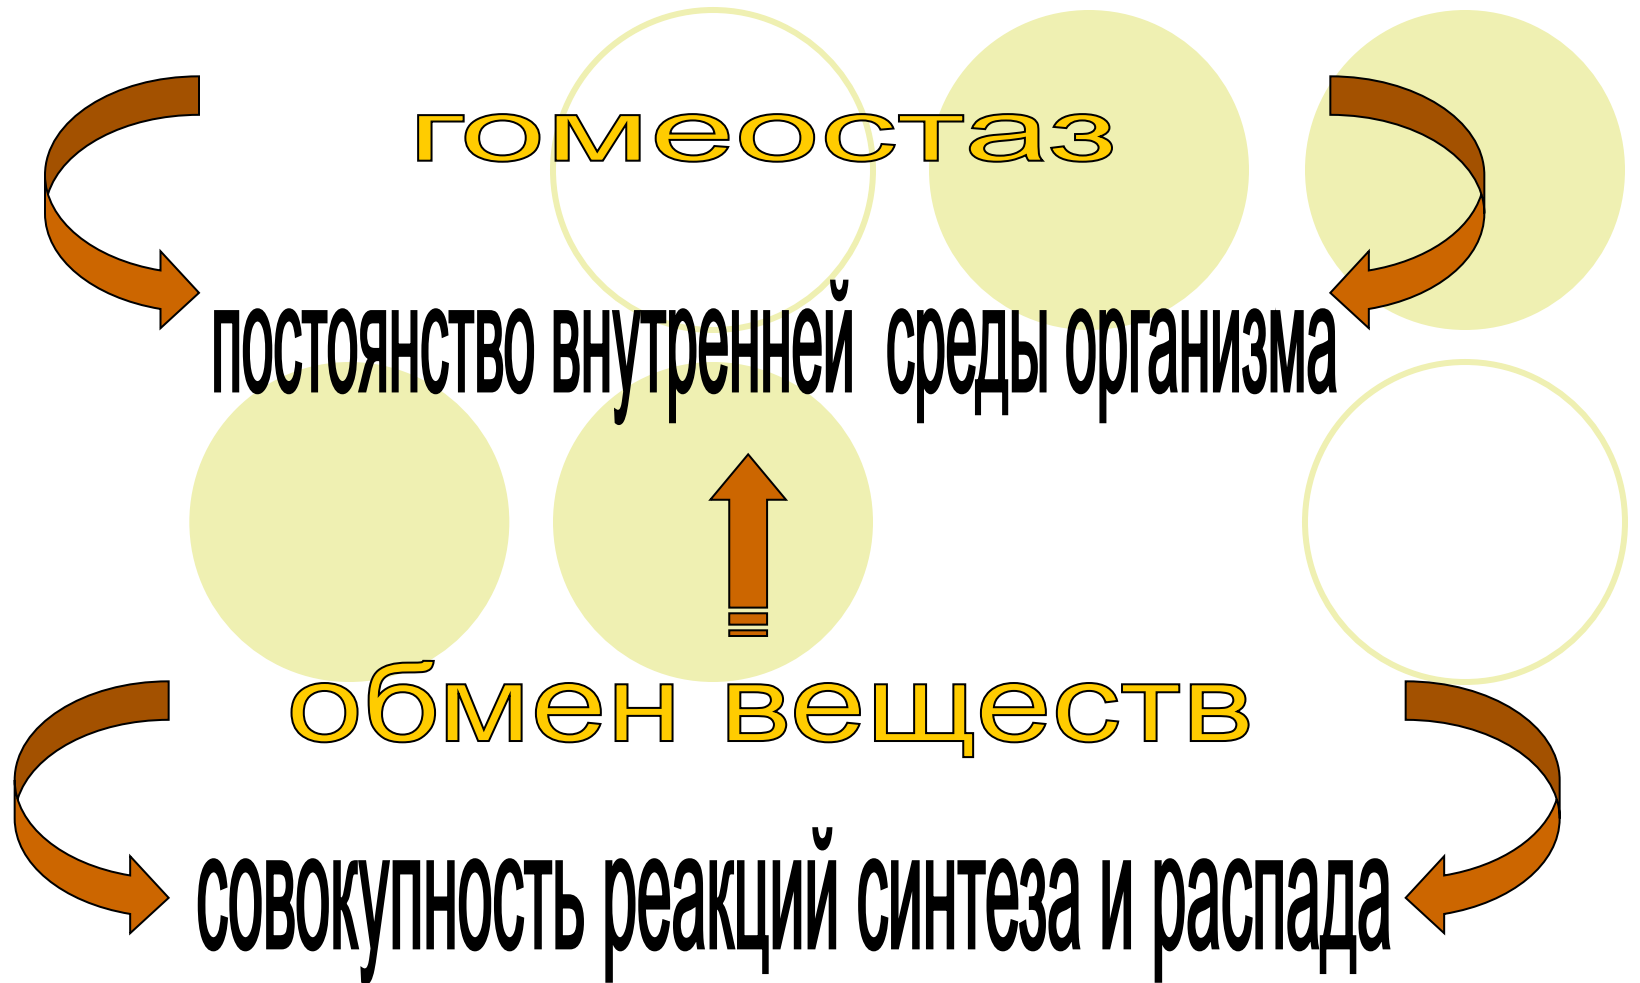 гомеостаз
постоянство внутренней среды организма
обмен веществ
совокупность реакций синтеза и распада